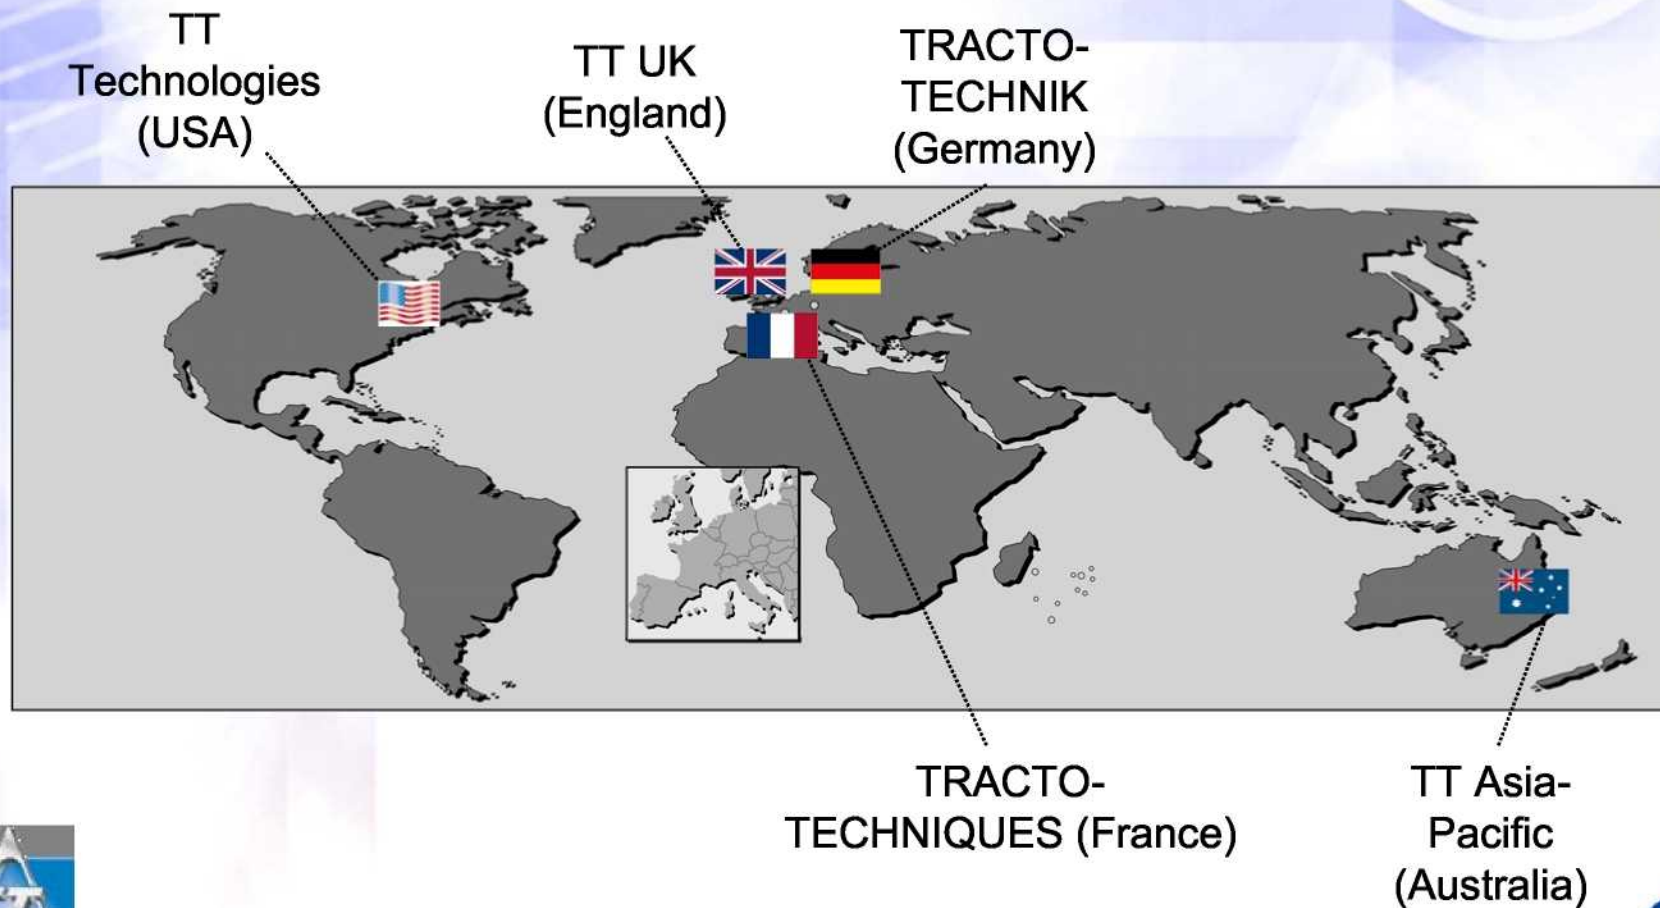 TT
Technologies
(USA)
TT UK
(England)
TRACTO-
TECHNIK
(Germany)
TRACTO-
TECHNIQUES (France)
TT Asia-
Pacific
(Australia)